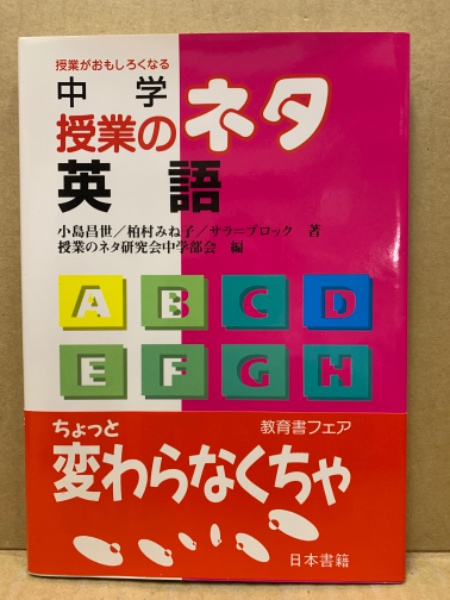 授業がおもしろくなる
中学
授業のネタ
英語
小島昌世／柏村みね子／サラ＝ブロック 著
授業のネタ研究会中学部会 編
A B C D
E F G H
ちょっと
教育書フェア
変わらなくちゃ
日本書籍